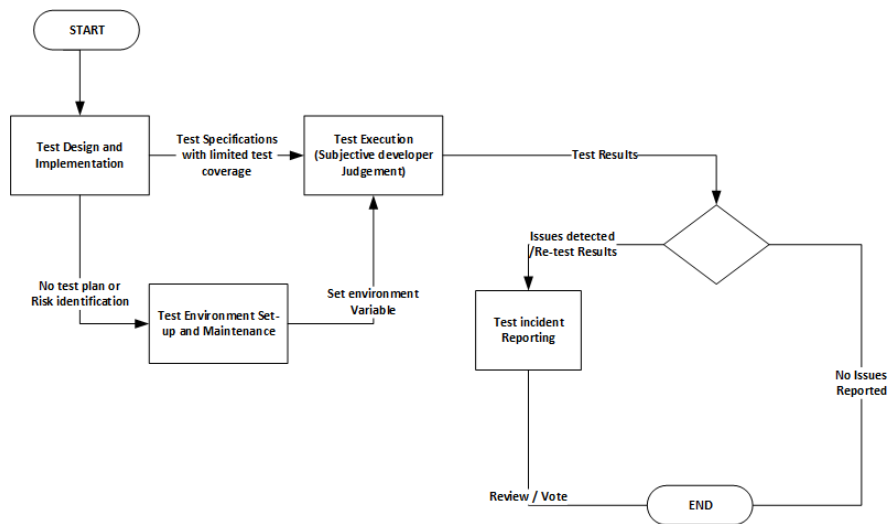 START
Test Design and
Implementation
Test Specifications
with limited test
coverage
Test Execution
(Subjective developer
Judgement)
Test Results
Issues detected
/Re-test Results
No test plan or
Risk identification
Test Environment Set-
up and Maintenance
Set environment
Variable
Test incident
Reporting
No Issues
Reported
Review / Vote
END